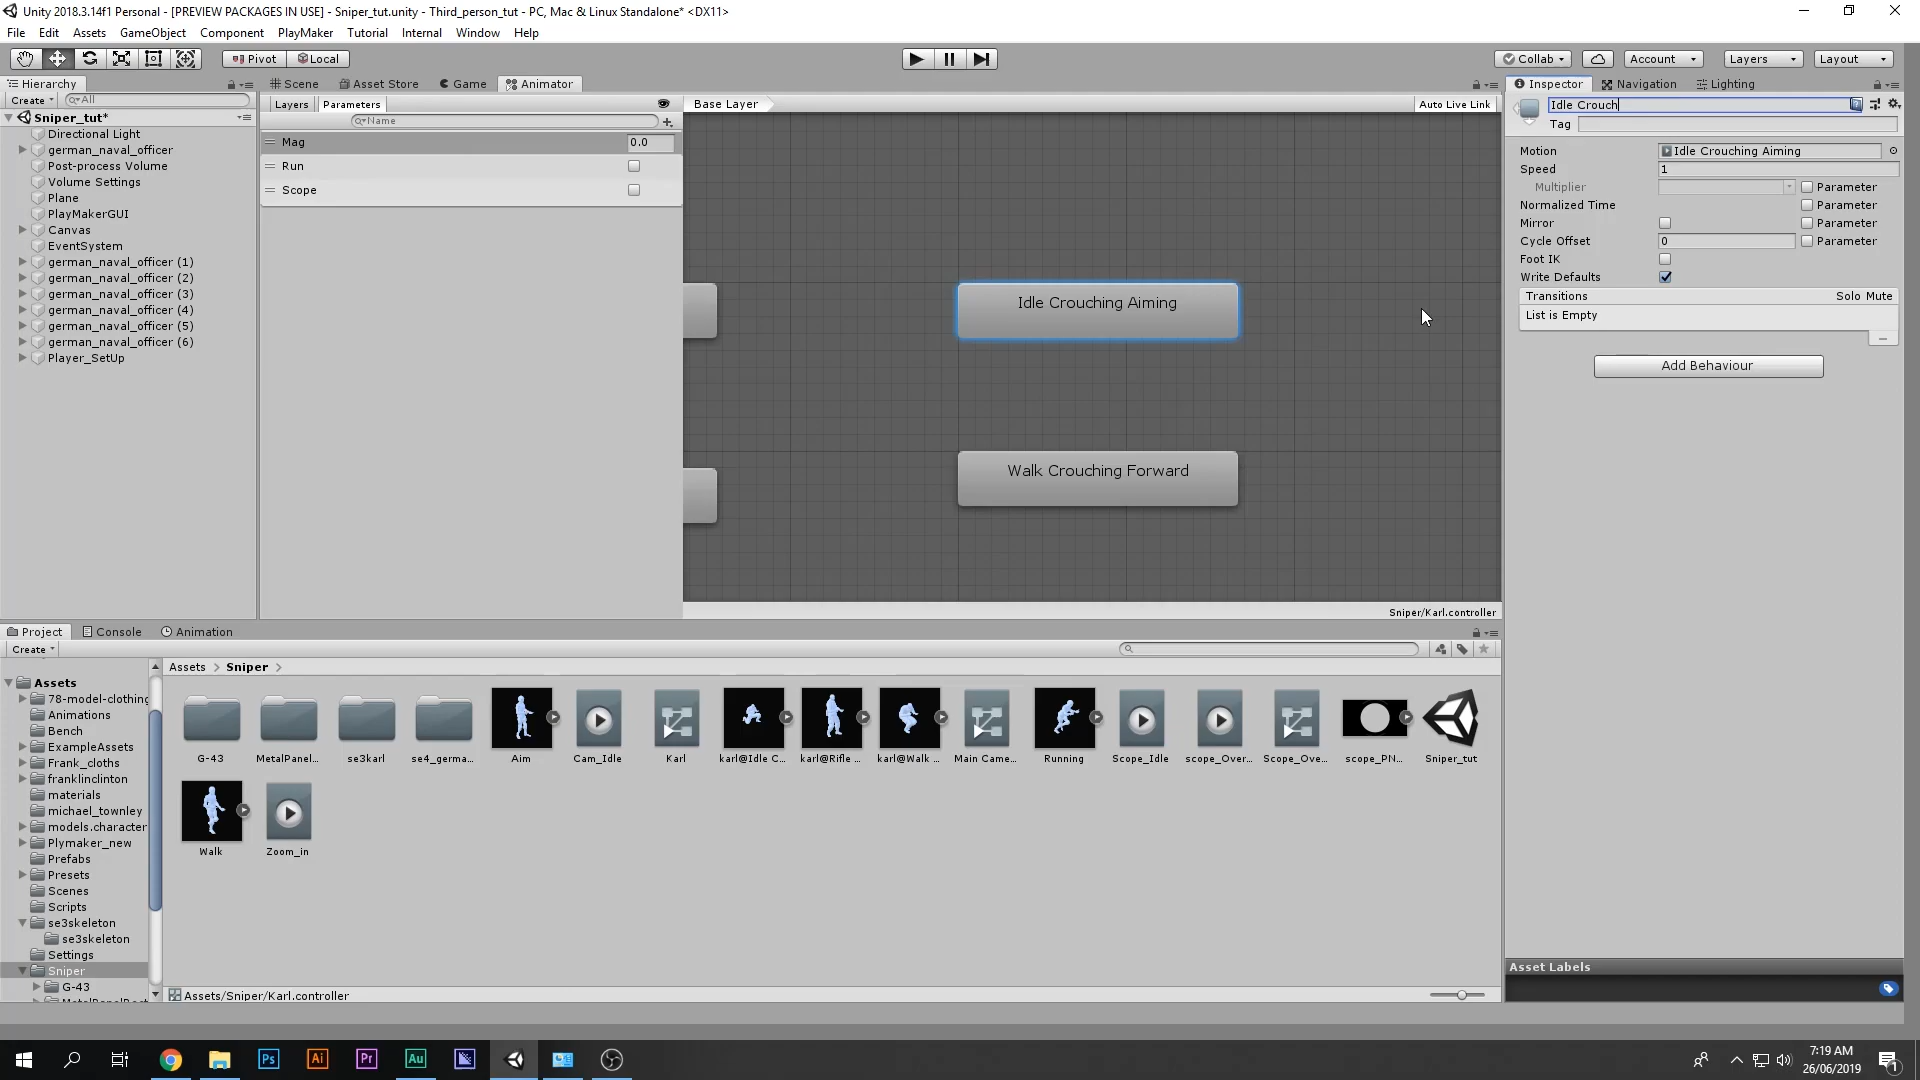 Unity 2018.3.14f1 Personal - [PREVIEW PACKAGES IN USE] - Sniper_tut.unity - Third_person_tut - PC, Mac & Linux Standalone* <DX11>
File Edit Assets GameObject Component PlayMaker Tutorial Internal Window Help
Pivot Local Collab Account Layers Layout
Hierarchy Scene Asset Store Game Animator Inspector Navigation Lighting
Create All Layers Parameters Base Layer Auto Live Link Idle Crouch
Name
Tag
Sniper_tut*
Directional Light
german_naval_officer
Post-process Volume
Volume Settings
Plane
PlayMakerGUI
Canvas
EventSystem
german_naval_officer (1)
german_naval_officer (2)
german_naval_officer (3)
german_naval_officer (4)
german_naval_officer (5)
german_naval_officer (6)
Player_SetUp
Mag 0.0
Run
Scope
Idle Crouching Aiming
Walk Crouching Forward
Sniper/Karl.controller
Motion Idle Crouching Aiming
Speed 1
Multiplier Parameter
Normalized Time Parameter
Mirror Parameter
Cycle Offset 0 Parameter
Foot IK
Write Defaults
Transitions Solo Mute
List is Empty
Add Behaviour
Asset Labels
Project Console Animation
Create
Assets
78-model-clothing
Animations
Bench
ExampleAssets
Frank_cloths
franklinclinton
materials
michael_townley
models.character
Plymaker_new
Prefabs
Presets
Scenes
Scripts
se3skeleton
se3skeleton
Settings
Sniper
G-43
Assets > Sniper >
G-43 MetalPanel... se3karl se4_germa... Aim Cam_Idle Karl karl@Idle C... karl@Rifle ... karl@Walk ... Main Came... Running Scope_Idle scope_Over... Scope_Ove... scope_PN... Sniper_tut
Walk Zoom_in
Assets/Sniper/Karl.controller
Ps Ai Pr Au
7:19 AM
26/06/2019
1